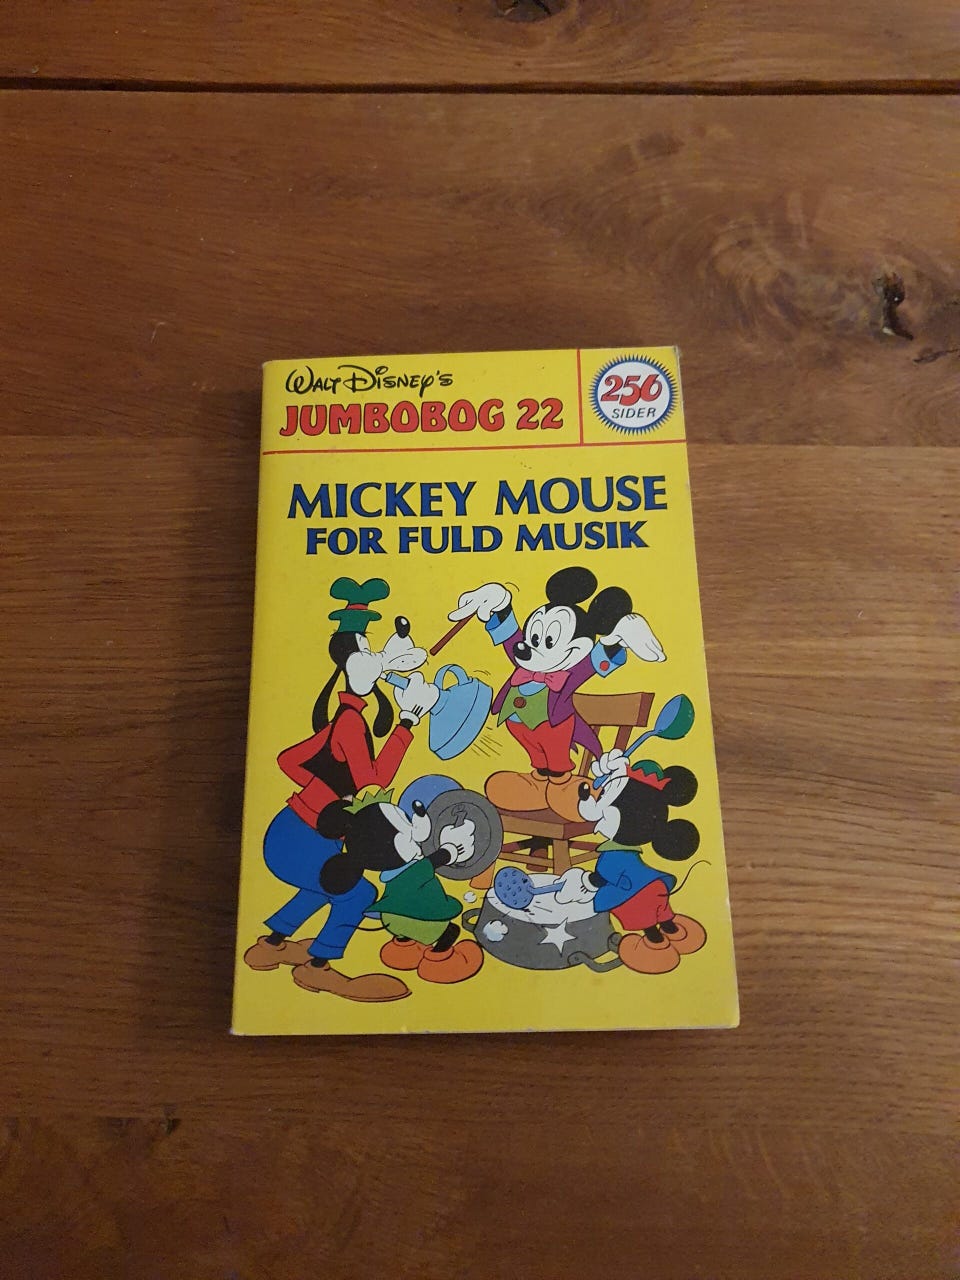 WALT DISNEY'S
JUMBOBOG 22
256
SIDER
MICKEY MOUSE
FOR FULD MUSIK